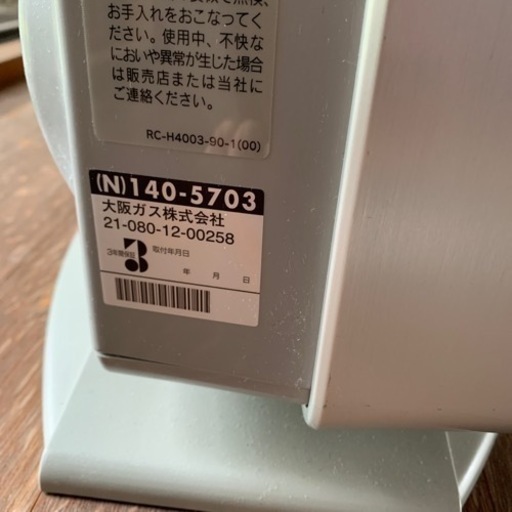 お手入れをおこなってく
ださい。使用中、不快な
においや異常が生じた場合
は販売店または当社に
ご連絡ください。
RC-H4003-90-1(00)
(N)140-5703
大阪ガス株式会社
21-080-12-00258
3年間保証 取付年月日
年 月 日